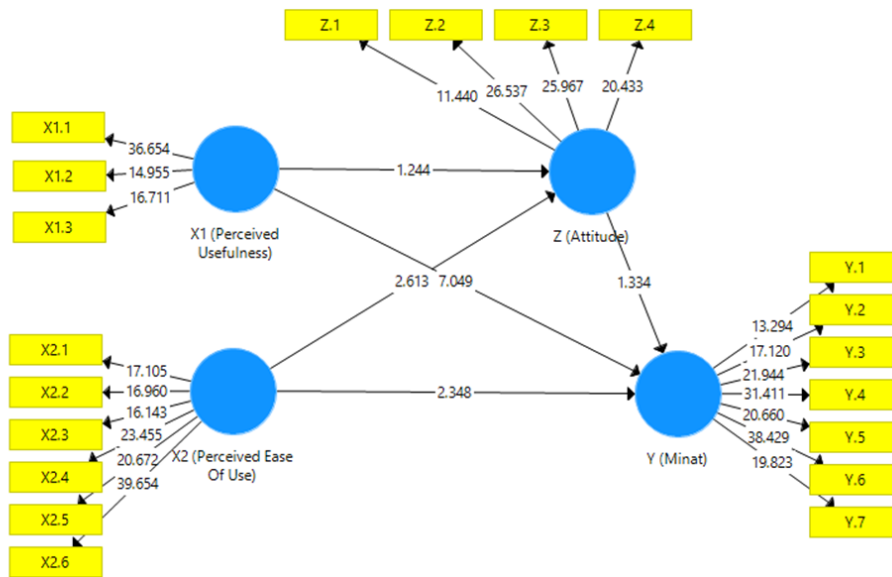 Z.1
Z.2
Z.3
Z.4
11.440
26.537
25.967
20.433
X1.1
X1.2
X1.3
36.654
14.955
16.711
X1 (Perceived
Usefulness)
1.244
Z (Attitude)
2.613
7.049
1.334
X2.1
X2.2
X2.3
X2.4
X2.5
X2.6
17.105
16.960
16.143
23.455
20.672
39.654
X2 (Perceived Ease
Of Use)
2.348
Y (Minat)
13.294
17.120
21.944
31.411
20.660
38.429
19.823
Y.1
Y.2
Y.3
Y.4
Y.5
Y.6
Y.7